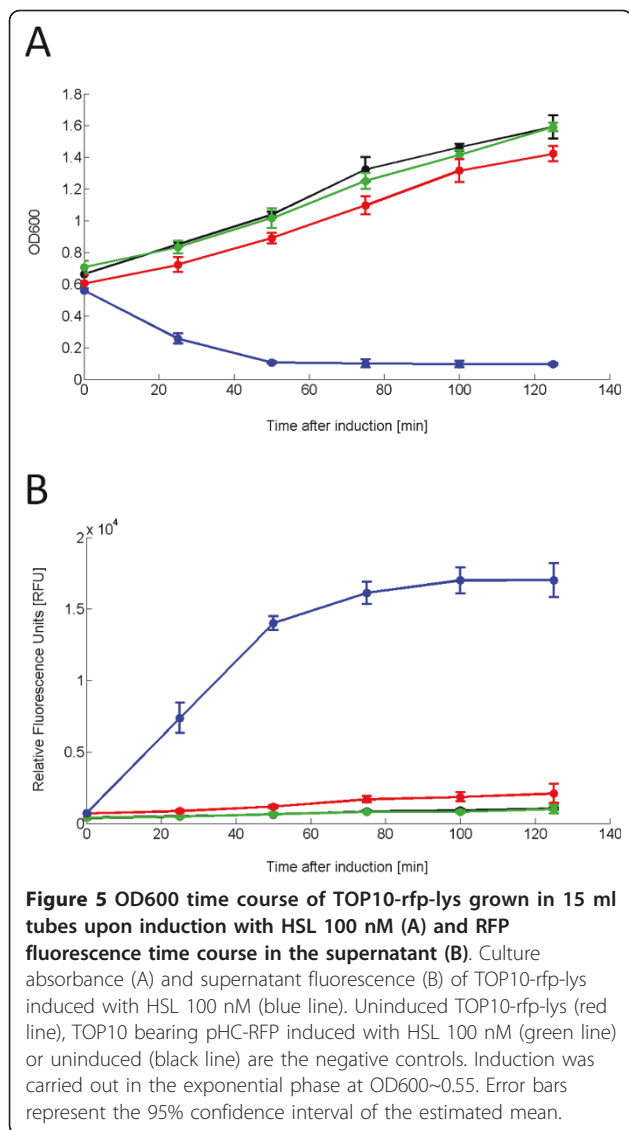 A
1.8
1.6
1.4
1.2
1
0.8
0.6
0.4
0.2
0
OD600
0 20 40 60 80 100 120 140
Time after induction [min]
B
x 10^4
2
1.5
1
0.5
0
Relative Fluorescence Units [RFU]
0 20 40 60 80 100 120 140
Time after induction [min]
Figure 5 OD600 time course of TOP10-rfp-lys grown in 15 ml
tubes upon induction with HSL 100 nM (A) and RFP
fluorescence time course in the supernatant (B). Culture
absorbance (A) and supernatant fluorescence (B) of TOP10-rfp-lys
induced with HSL 100 nM (blue line). Uninduced TOP10-rfp-lys (red
line), TOP10 bearing pHC-RFP induced with HSL 100 nM (green line)
or uninduced (black line) are the negative controls. Induction was
carried out in the exponential phase at OD600~0.55. Error bars
represent the 95% confidence interval of the estimated mean.